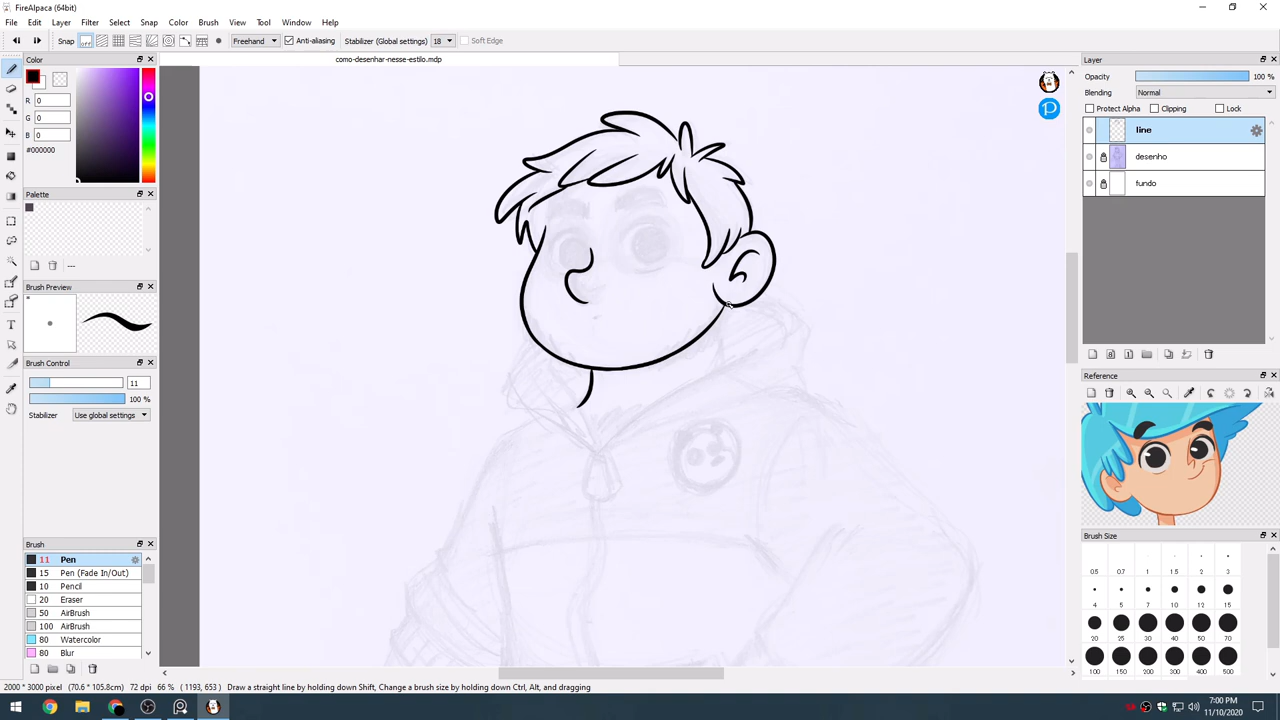 FireAlpaca (64bit)
File Edit Layer Filter Select Snap Color Brush View Tool Window Help
Snap OFF Freehand Anti-aliasing Stabilizer (Global settings) 18 Soft Edge
Color
como-desenhar-nesse-estilo.mdp
Layer
R 0
G 0
B 0
#000000
Opacity 100 %
Blending Normal
Protect Alpha Clipping Lock
line
desenho
fundo
Palette
---
Brush Preview
Brush Control
11
100 %
Stabilizer Use global settings
Reference
Brush
11 Pen
15 Pen (Fade In/Out)
10 Pencil
20 Eraser
50 AirBrush
100 AirBrush
80 Watercolor
80 Blur
Brush Size
0.5 0.7 1 1.5 2 3
4 5 7 10 12 15
20 25 30 40 50 70
100 150 200 300 400 500
2000 * 3000 pixel (70.6 * 105.8cm) 72 dpi 66 % ( 1193, 653 ) Draw a straight line by holding down Shift, Change a brush size by holding down Ctrl, Alt, and dragging
7:00 PM
11/10/2020